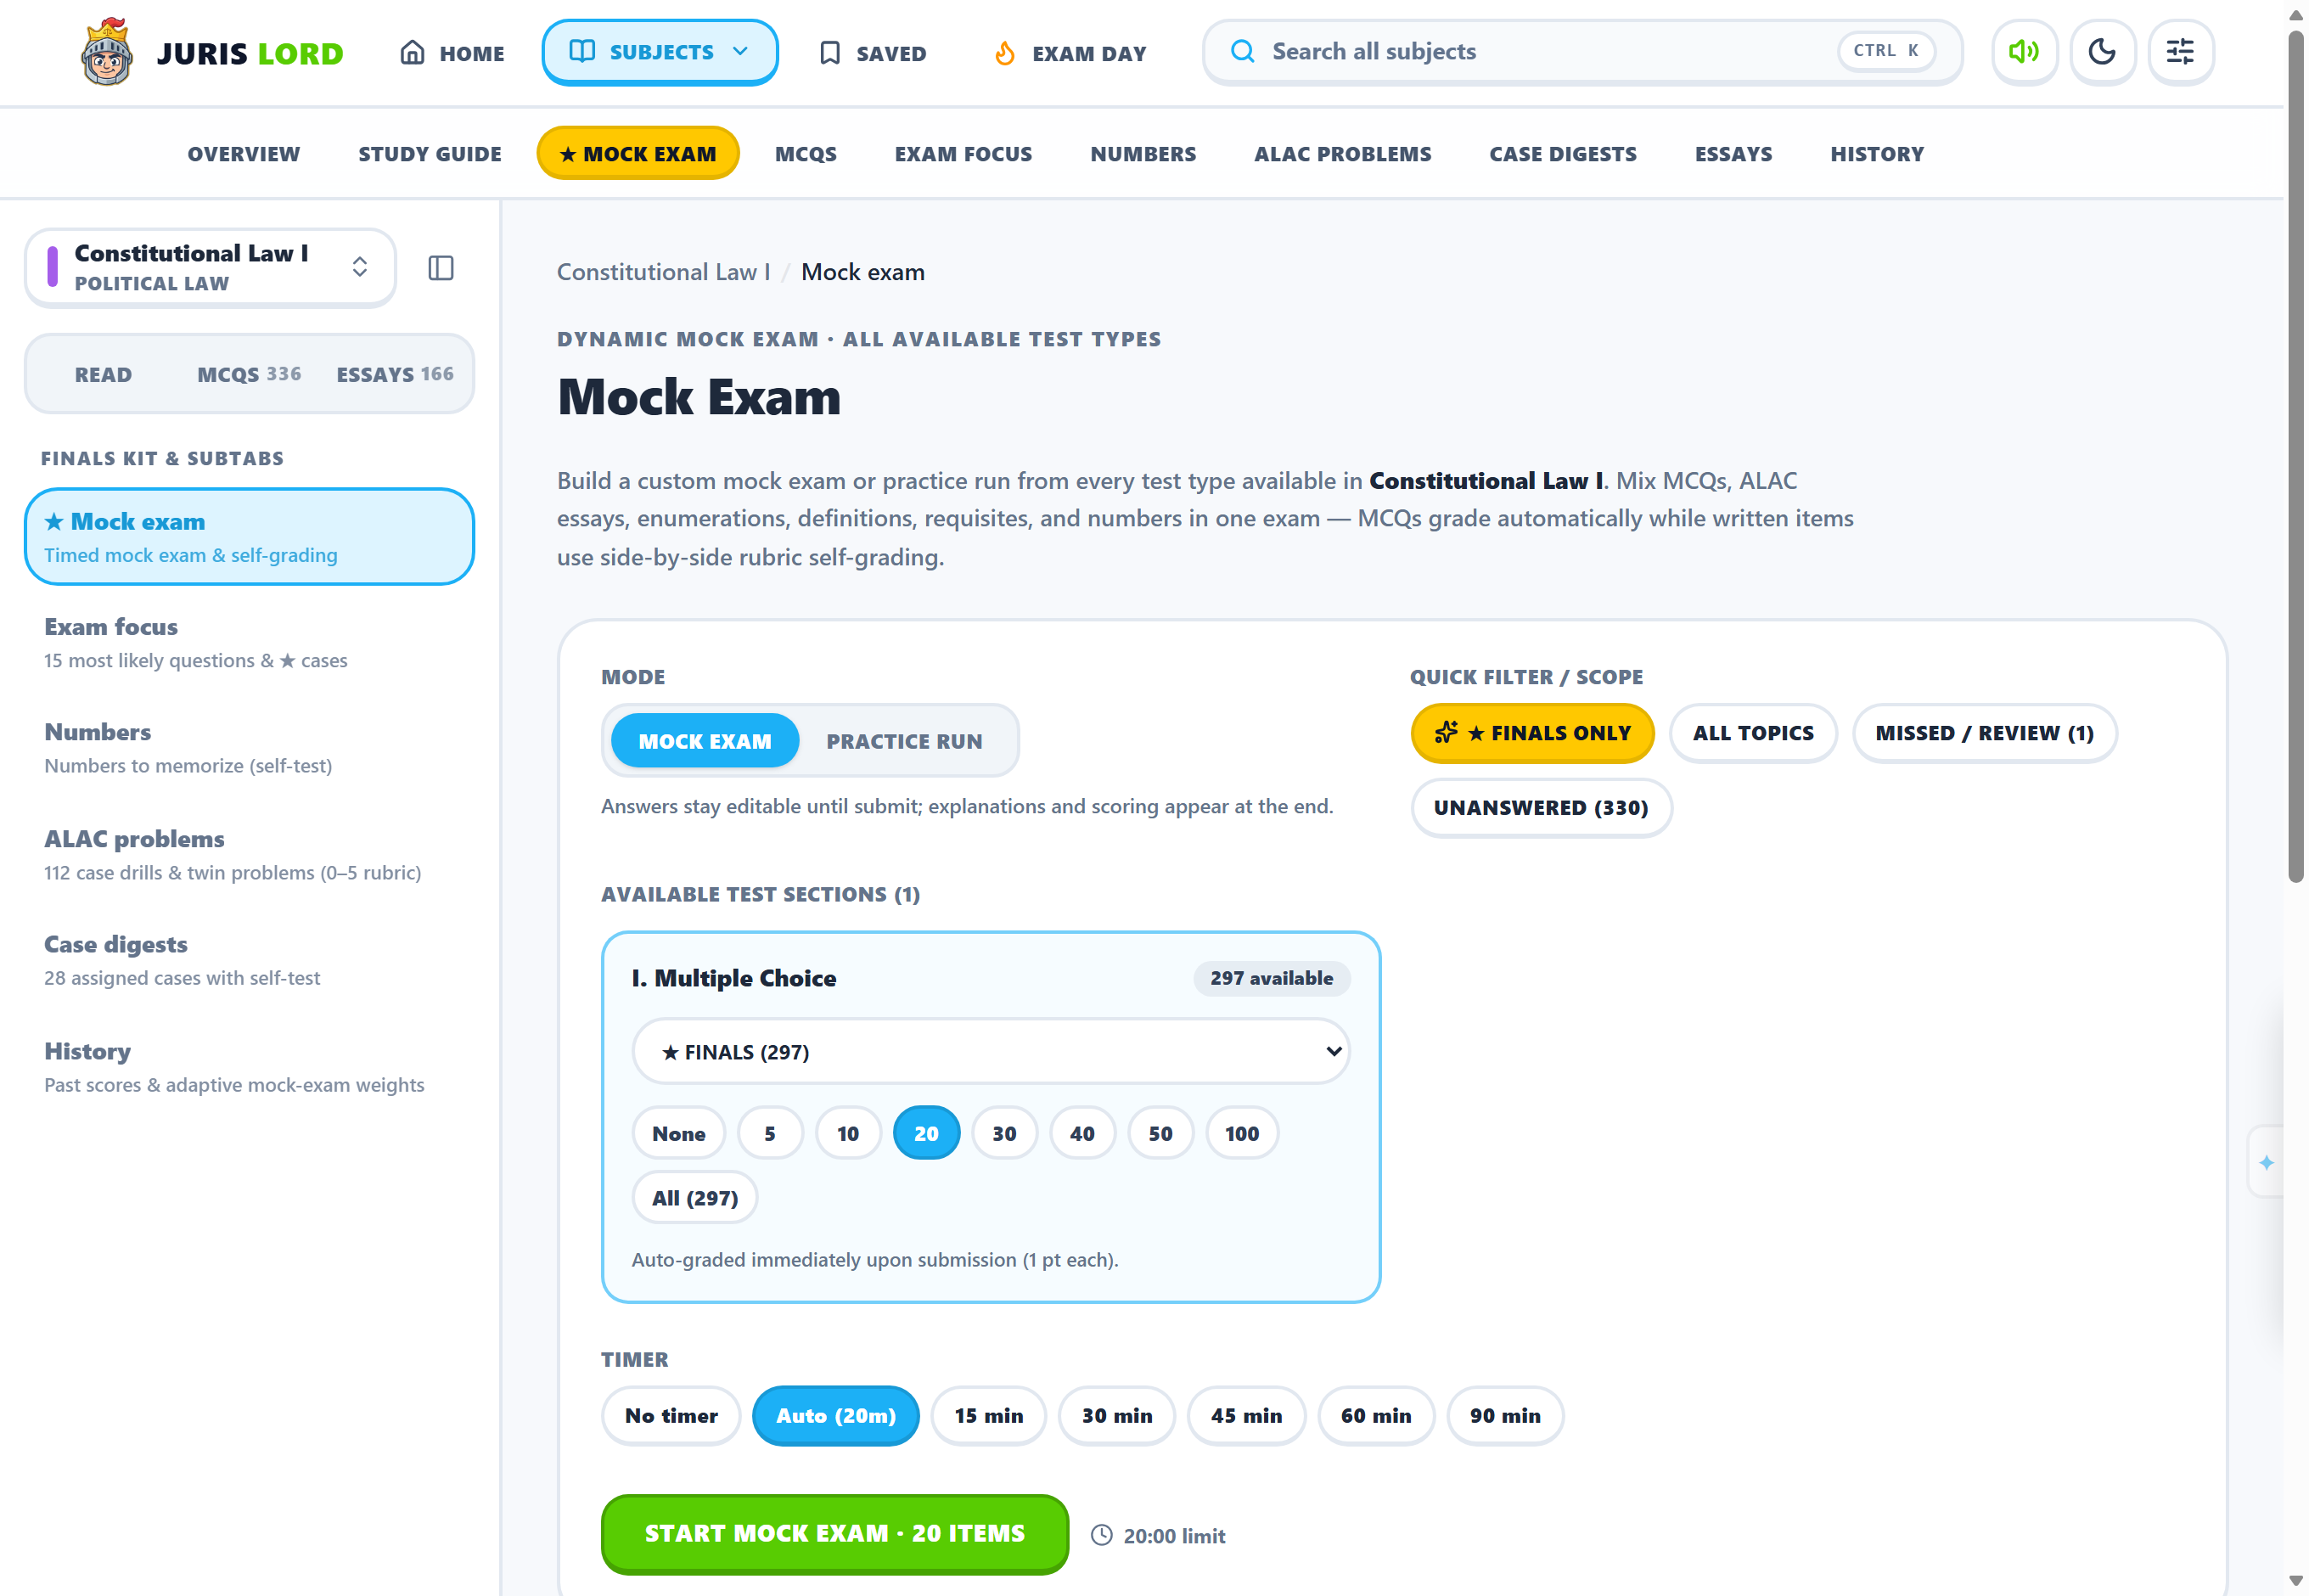 JURIS LORD
HOME
SUBJECTS
SAVED
EXAM DAY
Search all subjects
CTRL K
OVERVIEW
STUDY GUIDE
★ MOCK EXAM
MCQS
EXAM FOCUS
NUMBERS
ALAC PROBLEMS
CASE DIGESTS
ESSAYS
HISTORY
Constitutional Law I
POLITICAL LAW
READ
MCQS 336
ESSAYS 166
FINALS KIT & SUBTABS
★ Mock exam
Timed mock exam & self-grading
Exam focus
15 most likely questions & ★ cases
Numbers
Numbers to memorize (self-test)
ALAC problems
112 case drills & twin problems (0–5 rubric)
Case digests
28 assigned cases with self-test
History
Past scores & adaptive mock-exam weights
Constitutional Law I / Mock exam
DYNAMIC MOCK EXAM · ALL AVAILABLE TEST TYPES
Mock Exam
Build a custom mock exam or practice run from every test type available in Constitutional Law I. Mix MCQs, ALAC
essays, enumerations, definitions, requisites, and numbers in one exam — MCQs grade automatically while written items
use side-by-side rubric self-grading.
MODE
MOCK EXAM
PRACTICE RUN
Answers stay editable until submit; explanations and scoring appear at the end.
QUICK FILTER / SCOPE
★ FINALS ONLY
ALL TOPICS
MISSED / REVIEW (1)
UNANSWERED (330)
AVAILABLE TEST SECTIONS (1)
I. Multiple Choice
297 available
★ FINALS (297)
None
5
10
20
30
40
50
100
All (297)
Auto-graded immediately upon submission (1 pt each).
TIMER
No timer
Auto (20m)
15 min
30 min
45 min
60 min
90 min
START MOCK EXAM · 20 ITEMS
20:00 limit